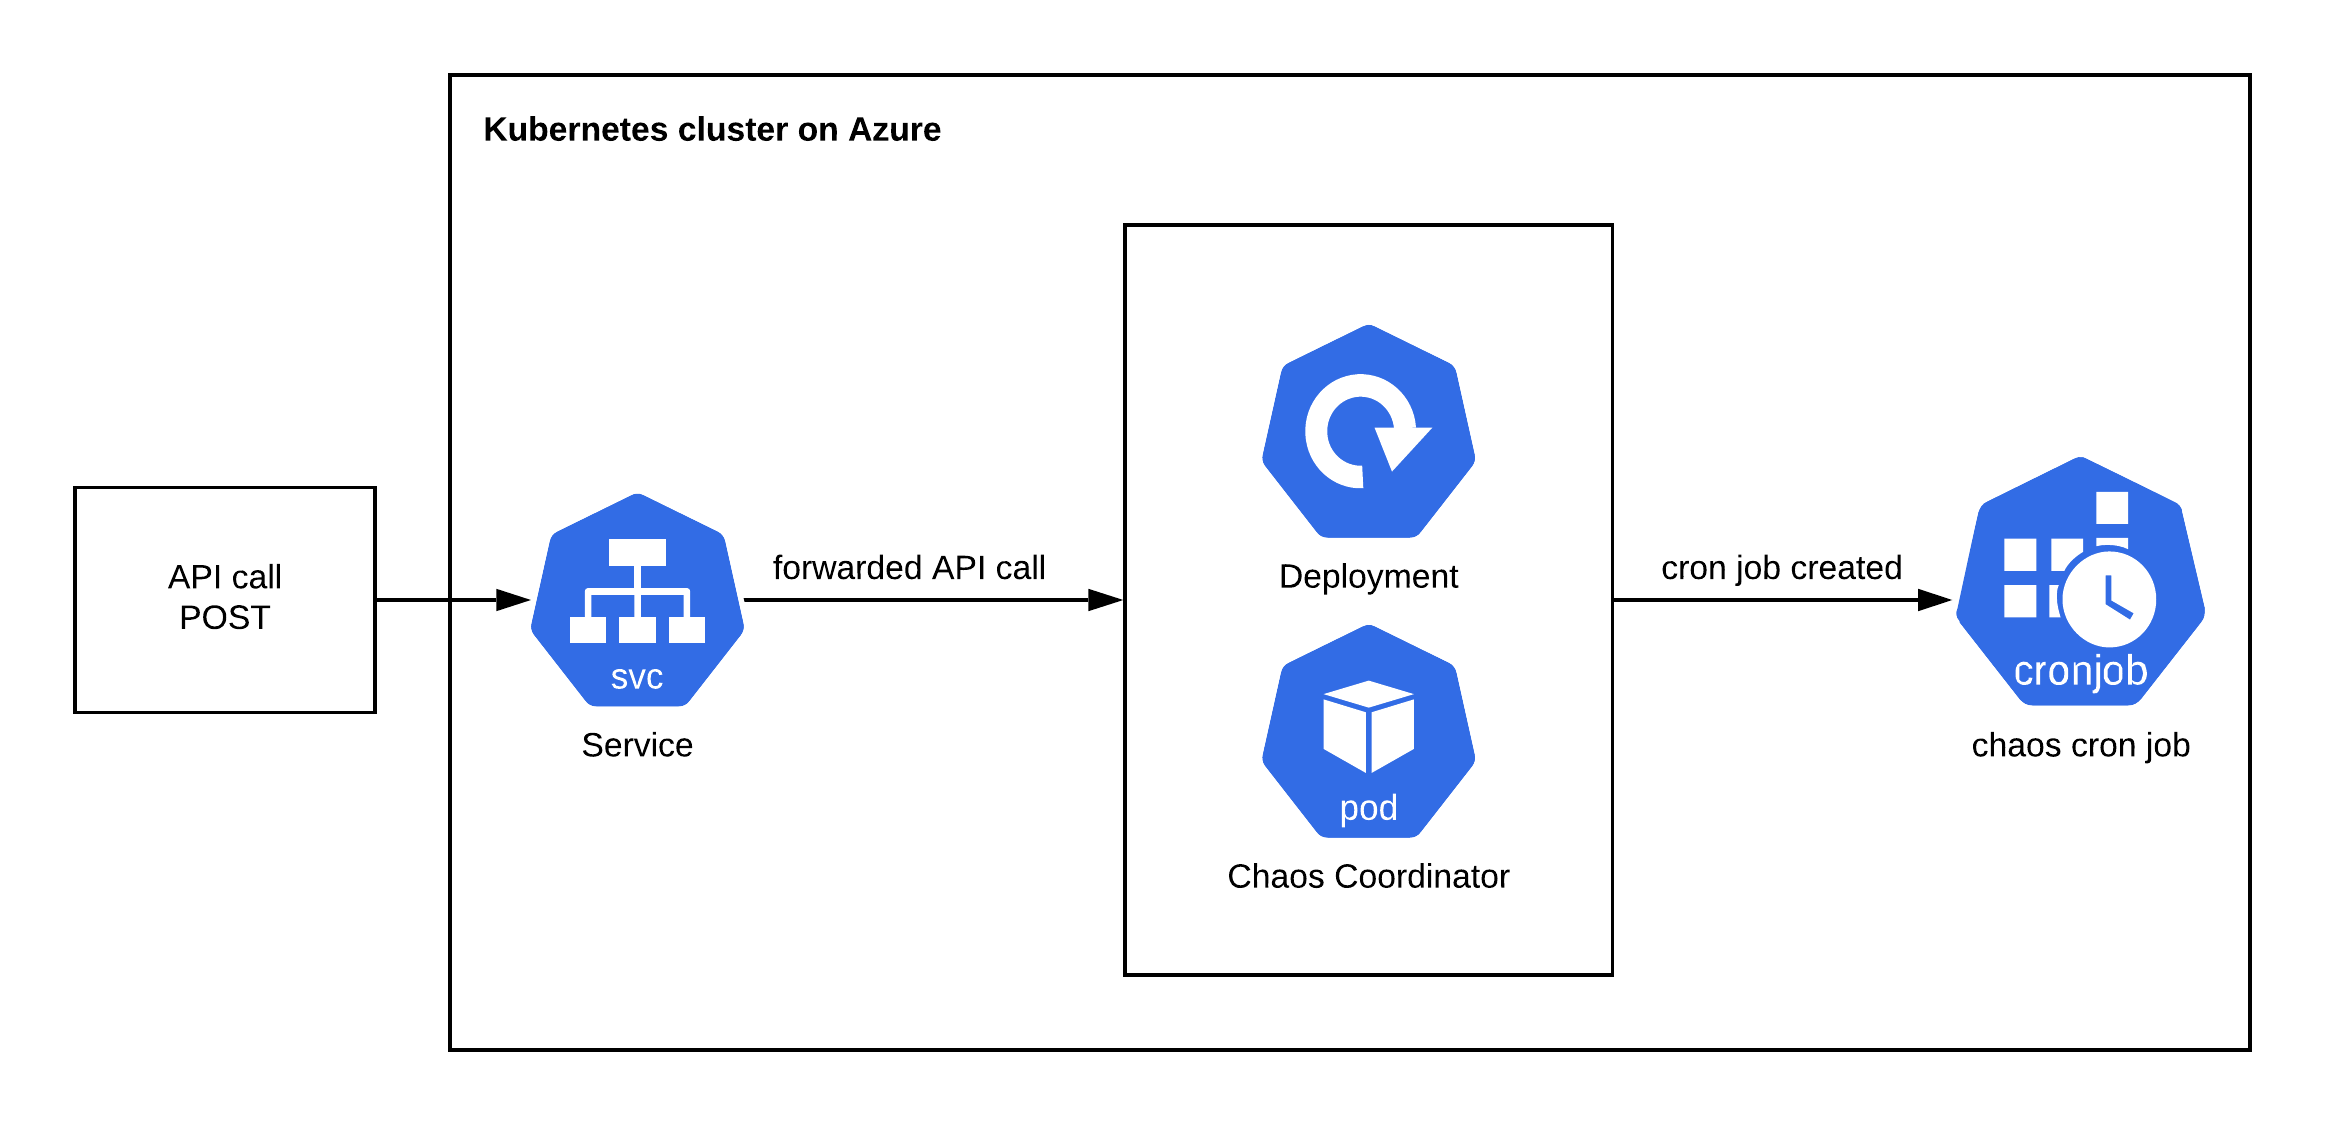 Kubernetes cluster on Azure
API call
POST
svc
Service
forwarded API call
Deployment
pod
Chaos Coordinator
cron job created
cronjob
chaos cron job